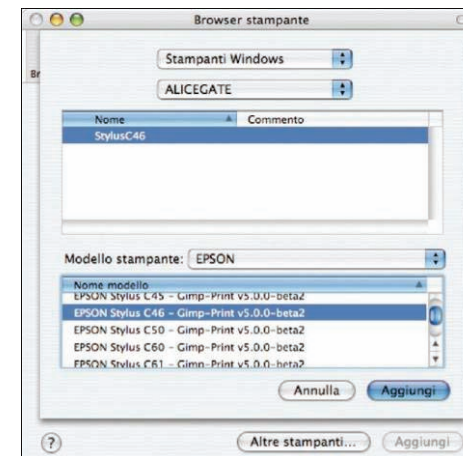 Browser stampante
Br
Stampanti Windows
ALICEGATE
Nome Commento
StylusC46
Modello stampante: EPSON
Nome modello
EPSON Stylus C45 - Gimp-Print v5.0.0-beta2
EPSON Stylus C46 - Gimp-Print v5.0.0-beta2
EPSON Stylus C50 - Gimp-Print v5.0.0-beta2
EPSON Stylus C60 - Gimp-Print v5.0.0-beta2
EPSON Stylus C61 - Gimp-Print v5.0.0-beta2
Annulla Aggiungi
? Altre stampanti... Aggiungi